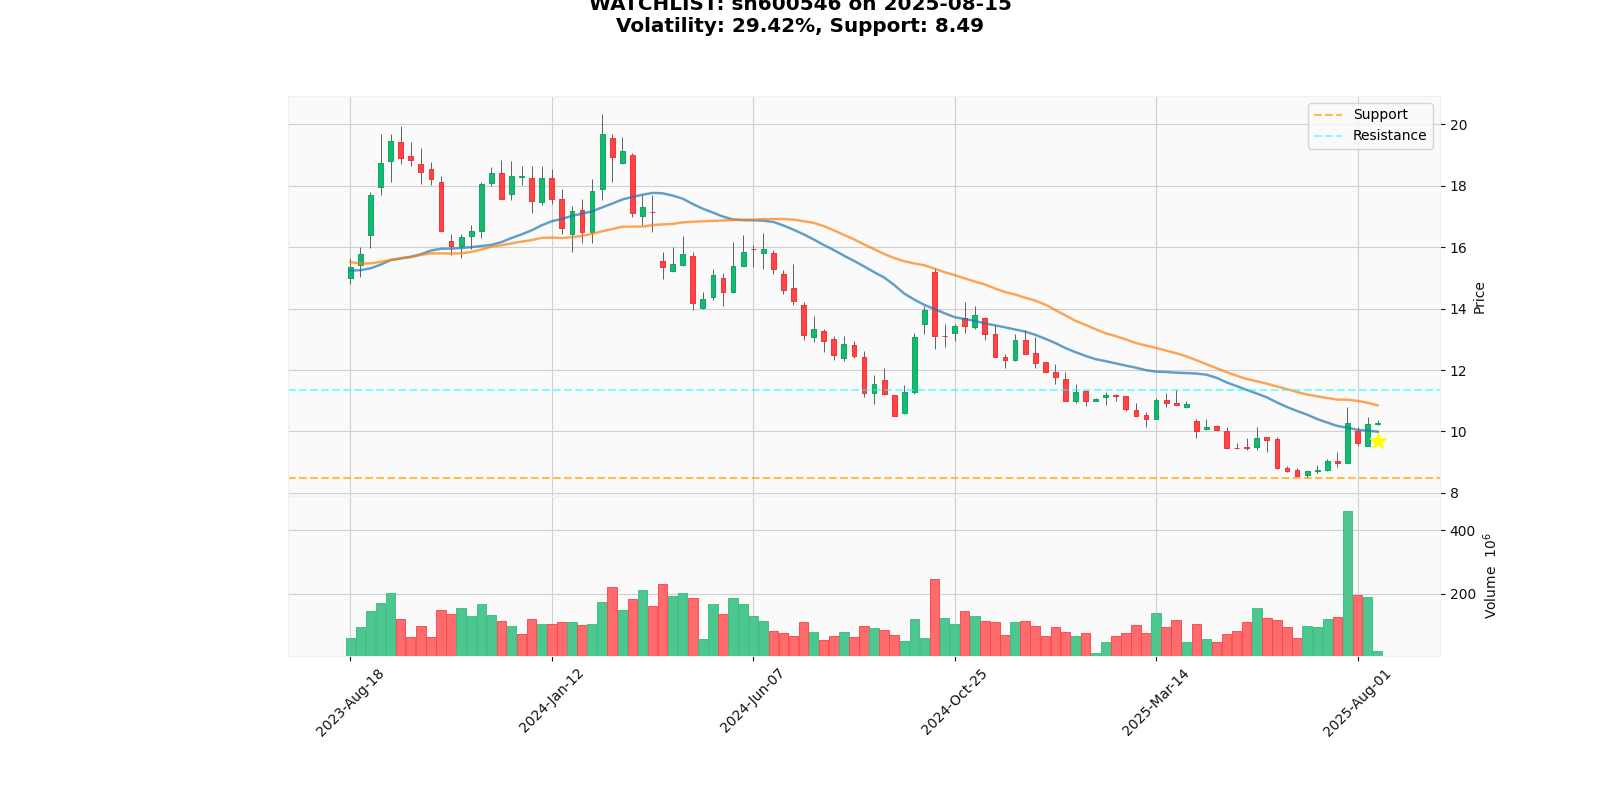 WATCHLIST: sh600546 on 2025-08-15
Volatility: 29.42%, Support: 8.49
Support
Resistance
20
18
16
14
12
10
8
Price
400
200
Volume 10⁶
2023-Aug-18
2024-Jan-12
2024-Jun-07
2024-Oct-25
2025-Mar-14
2025-Aug-01